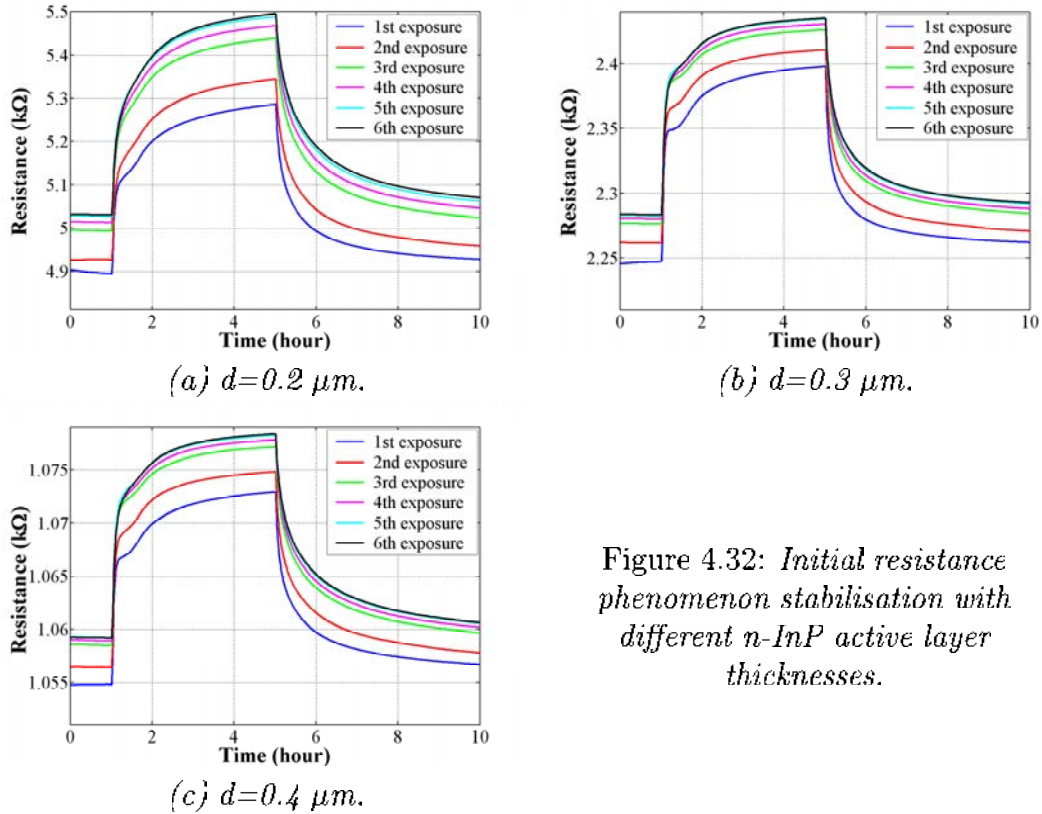 5.5
5.4
5.3
5.2
5.1
5
4.9
Resistance (kΩ)
1st exposure
2nd exposure
3rd exposure
4th exposure
5th exposure
6th exposure
0 2 4 6 8 10
Time (hour)
(a) d=0.2 μm.
2.4
2.35
2.3
2.25
Resistance (kΩ)
1st exposure
2nd exposure
3rd exposure
4th exposure
5th exposure
6th exposure
0 2 4 6 8 10
Time (hour)
(b) d=0.3 μm.
1.075
1.07
1.065
1.06
1.055
Resistance (kΩ)
1st exposure
2nd exposure
3rd exposure
4th exposure
5th exposure
6th exposure
0 2 4 6 8 10
Time (hour)
(c) d=0.4 μm.
Figure 4.32: Initial resistance
phenomenon stabilisation with
different n-InP active layer
thicknesses.